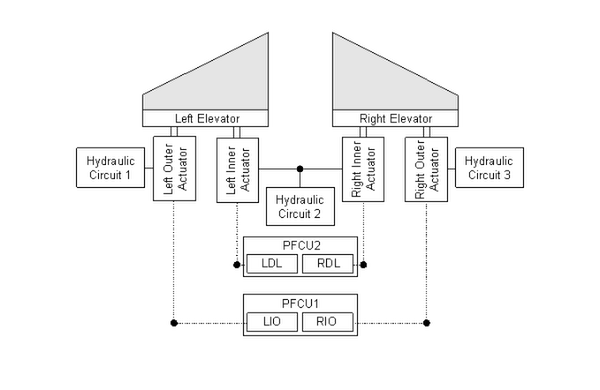 Left Elevator
Right Elevator
Hydraulic
Circuit 1
Left Outer
Actuator
Left Inner
Actuator
Right Inner
Actuator
Right Outer
Actuator
Hydraulic
Circuit 3
Hydraulic
Circuit 2
PFCU2
LDL
RDL
PFCU1
LIO
RIO